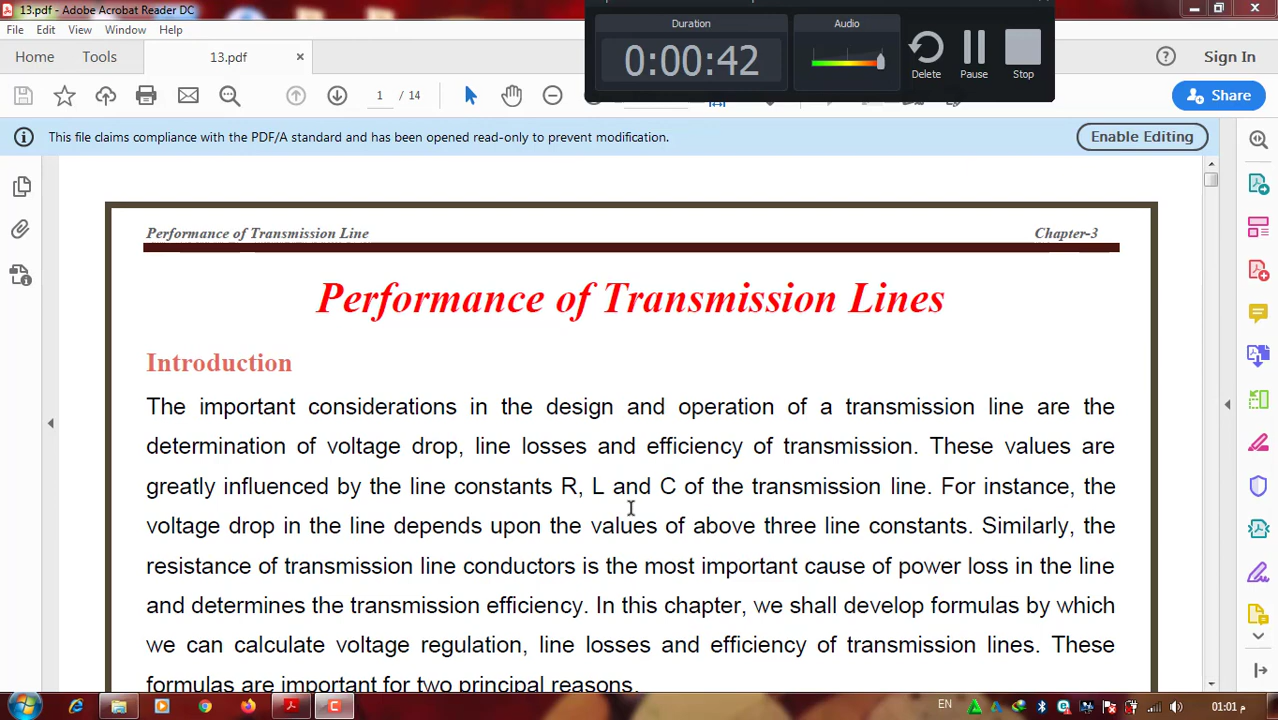 13.pdf - Adobe Acrobat Reader DC
File Edit View Window Help
Home Tools 13.pdf
Sign In
1 / 14
Share
Duration
0:00:42
Audio
Delete Pause Stop
This file claims compliance with the PDF/A standard and has been opened read-only to prevent modification.
Enable Editing
Performance of Transmission Line Chapter-3
Performance of Transmission Lines
Introduction
The important considerations in the design and operation of a transmission line are the
determination of voltage drop, line losses and efficiency of transmission. These values are
greatly influenced by the line constants R, L and C of the transmission line. For instance, the
voltage drop in the line depends upon the values of above three line constants. Similarly, the
resistance of transmission line conductors is the most important cause of power loss in the line
and determines the transmission efficiency. In this chapter, we shall develop formulas by which
we can calculate voltage regulation, line losses and efficiency of transmission lines. These
formulas are important for two principal reasons.
EN
01:01 م